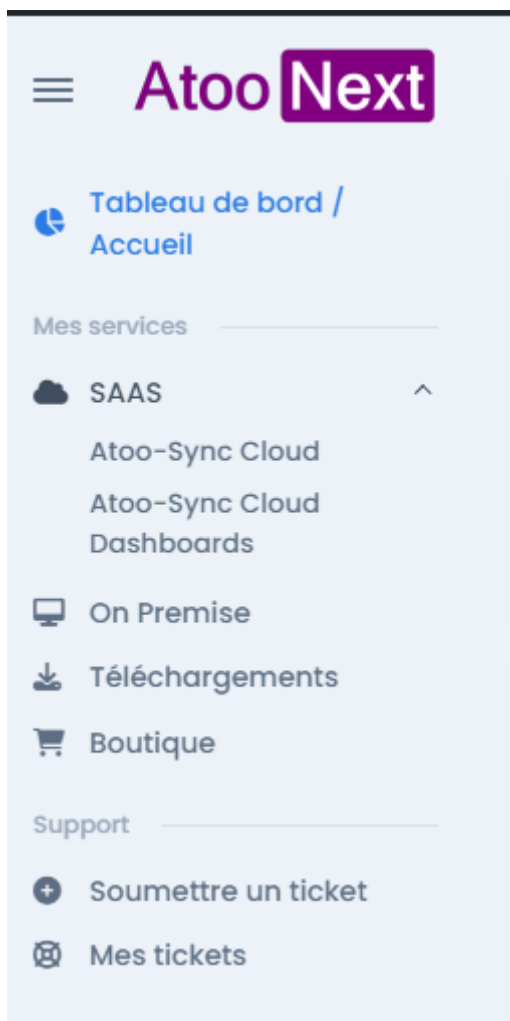 Atoo Next
Tableau de bord /
Accueil
Mes services
SAAS
Atoo-Sync Cloud
Atoo-Sync Cloud
Dashboards
On Premise
Téléchargements
Boutique
Support
Soumettre un ticket
Mes tickets